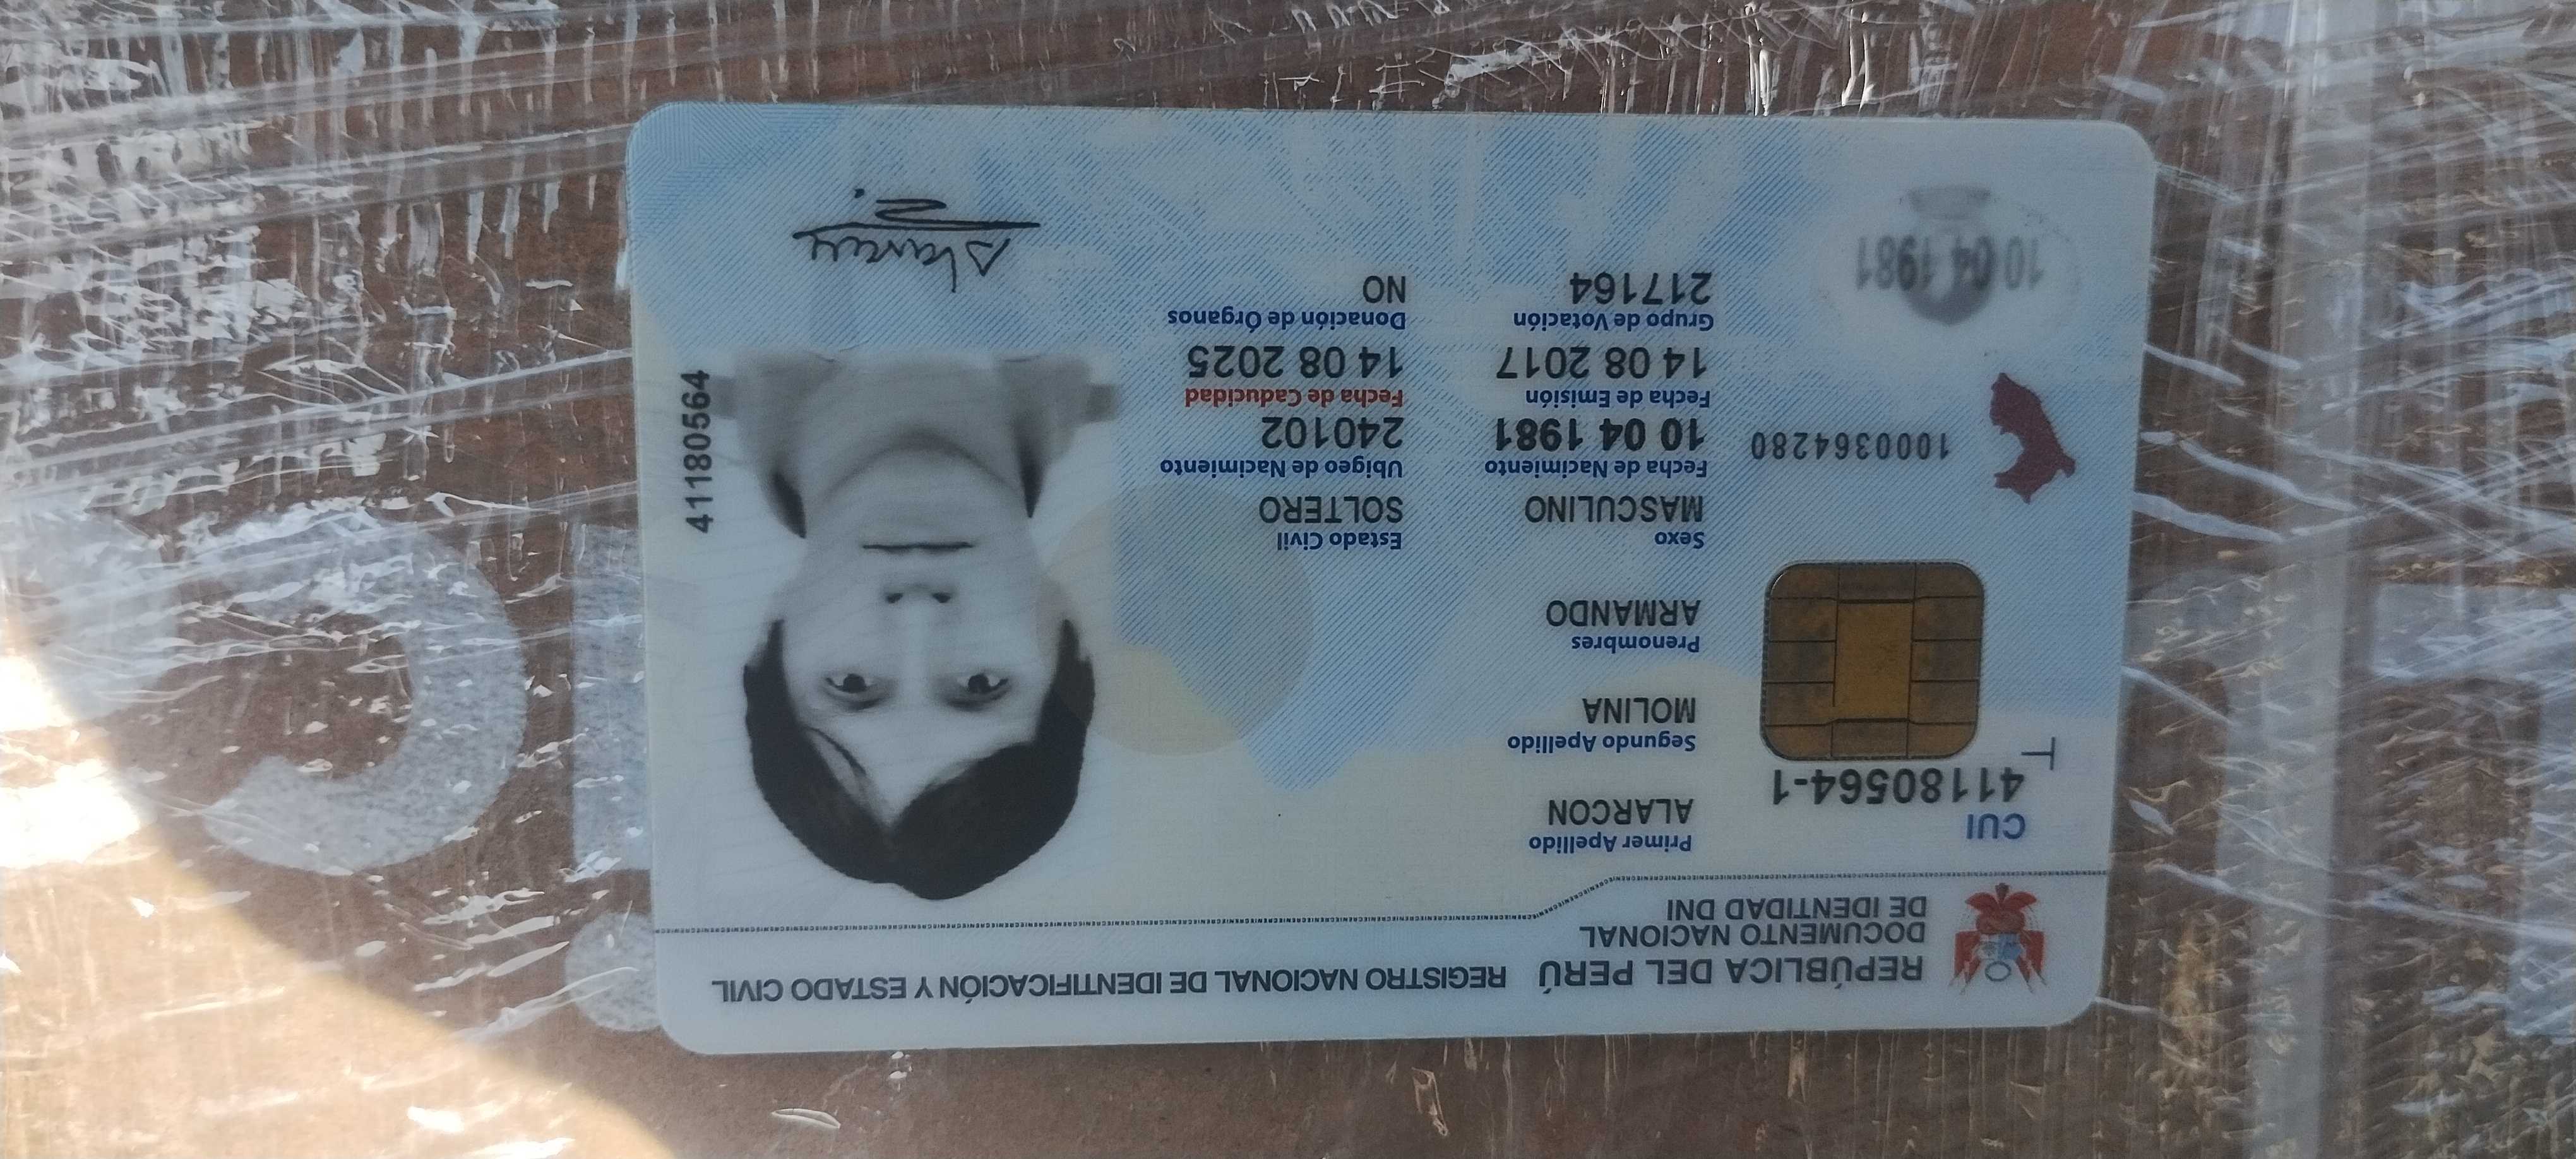 REPÚBLICA DEL PERÚ REGISTRO NACIONAL DE IDENTIFICACIÓN Y ESTADO CIVIL
DOCUMENTO NACIONAL
DE IDENTIDAD DNI
CUI
41180564-1
Primer Apellido
ALARCON
Segundo Apellido
MOLINA
Prenombres
ARMANDO
Sexo
MASCULINO
Estado Civil
SOLTERO
Fecha de Nacimiento
10 04 1981
Ubigeo de Nacimiento
240102
Fecha de Emisión
14 08 2017
Fecha de Caducidad
14 08 2025
Grupo de Votación
217164
Donación de Órganos
NO
1000364280
10 04 1981
41180564